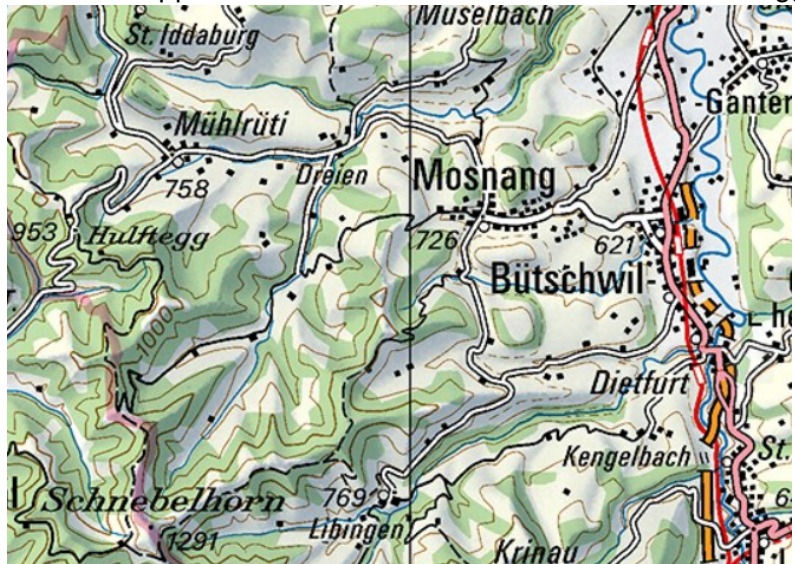 Muselbach
St. Iddaburg
Ganter
Mühlrüti
Dreien
758
Mosnang
953
Hulftegg
726
621
Bütschwil
1000
Dietfurt
Kengelbach
St.
Schnebelhorn
769
Libingen
1291
Krinau